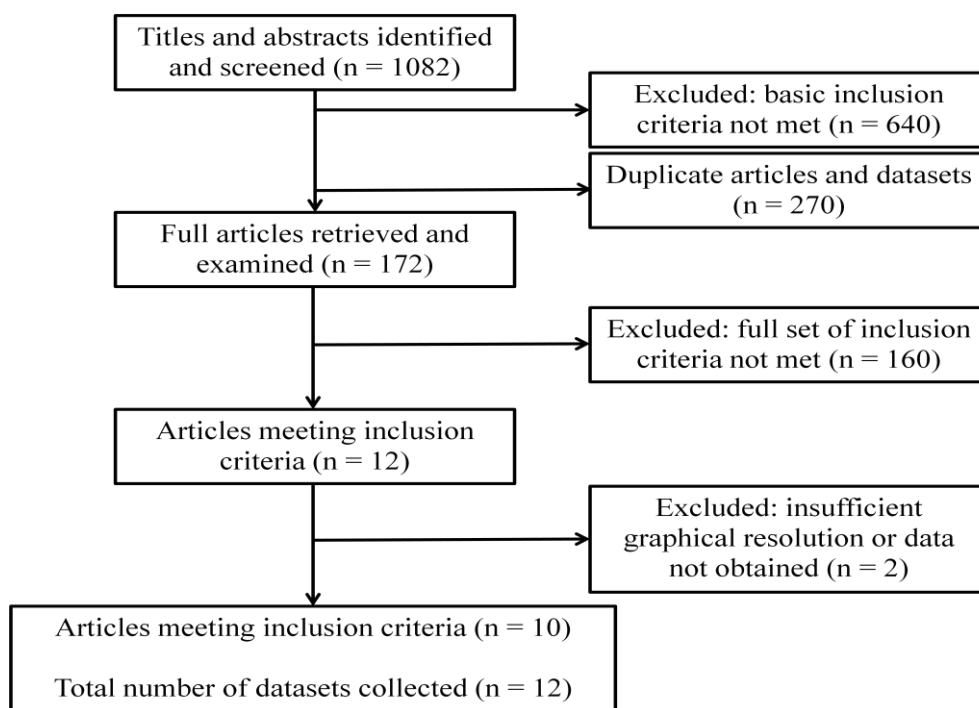 Titles and abstracts identified
and screened (n = 1082)
Excluded: basic inclusion
criteria not met (n = 640)
Duplicate articles and datasets
(n = 270)
Full articles retrieved and
examined (n = 172)
Excluded: full set of inclusion
criteria not met (n = 160)
Articles meeting inclusion
criteria (n = 12)
Excluded: insufficient
graphical resolution or data
not obtained (n = 2)
Articles meeting inclusion criteria (n = 10)
Total number of datasets collected (n = 12)